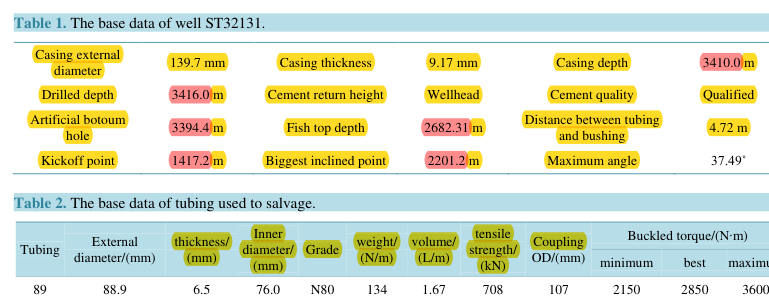 Table 1. The base data of well ST32131.
Casing external diameter 139.7 mm Casing thickness 9.17 mm Casing depth 3410.0 m
Drilled depth 3416.0 m Cement return height Wellhead Cement quality Qualified
Artificial botoum hole 3394.4 m Fish top depth 2682.31 m Distance between tubing and bushing 4.72 m
Kickoff point 1417.2 m Biggest inclined point 2201.2 m Maximum angle 37.49˚
Table 2. The base data of tubing used to salvage.
Tubing External diameter/(mm) thickness/(mm) Inner diameter/(mm) Grade weight/(N/m) volume/(L/m) tensile strength/(kN) Coupling OD/(mm) Buckled torque/(N·m)
minimum best maximu
89 88.9 6.5 76.0 N80 134 1.67 708 107 2150 2850 3600